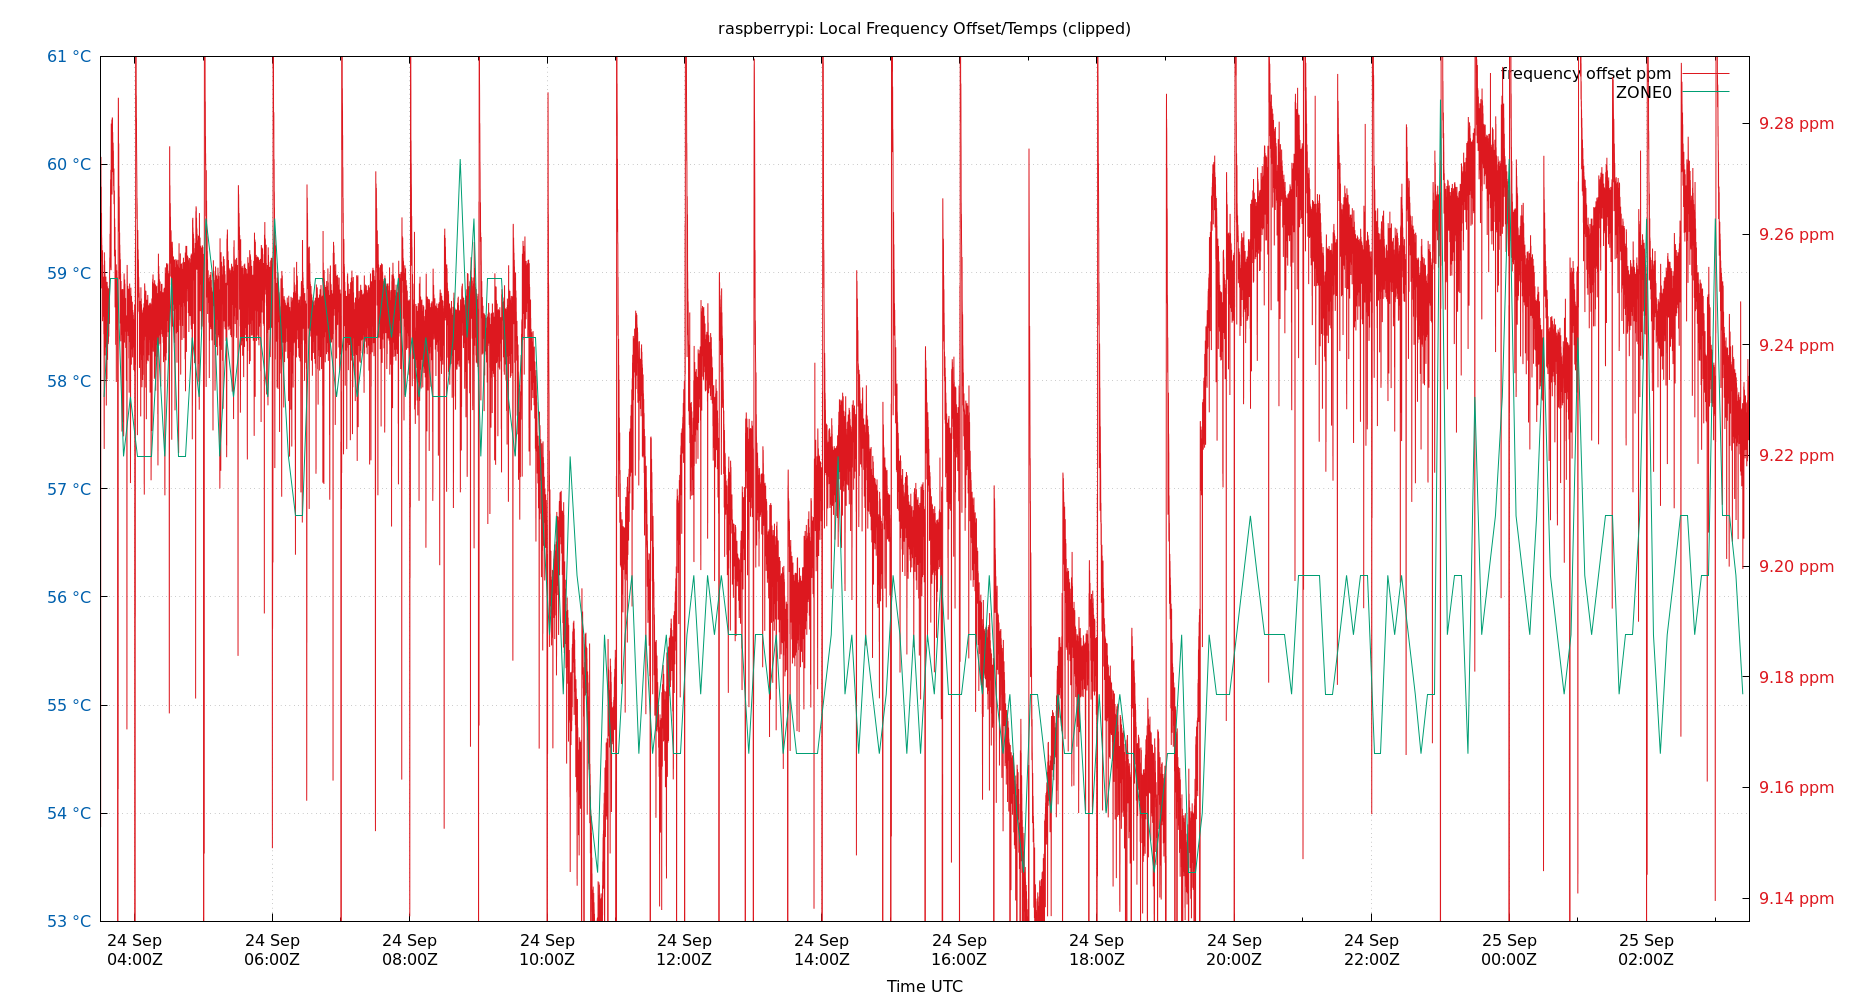 raspberrypi: Local Frequency Offset/Temps (clipped)
61 °C
60 °C
59 °C
58 °C
57 °C
56 °C
55 °C
54 °C
53 °C
frequency offset ppm
ZONE0
9.28 ppm
9.26 ppm
9.24 ppm
9.22 ppm
9.20 ppm
9.18 ppm
9.16 ppm
9.14 ppm
24 Sep
04:00Z
24 Sep
06:00Z
24 Sep
08:00Z
24 Sep
10:00Z
24 Sep
12:00Z
24 Sep
14:00Z
24 Sep
16:00Z
24 Sep
18:00Z
24 Sep
20:00Z
24 Sep
22:00Z
25 Sep
00:00Z
25 Sep
02:00Z
Time UTC